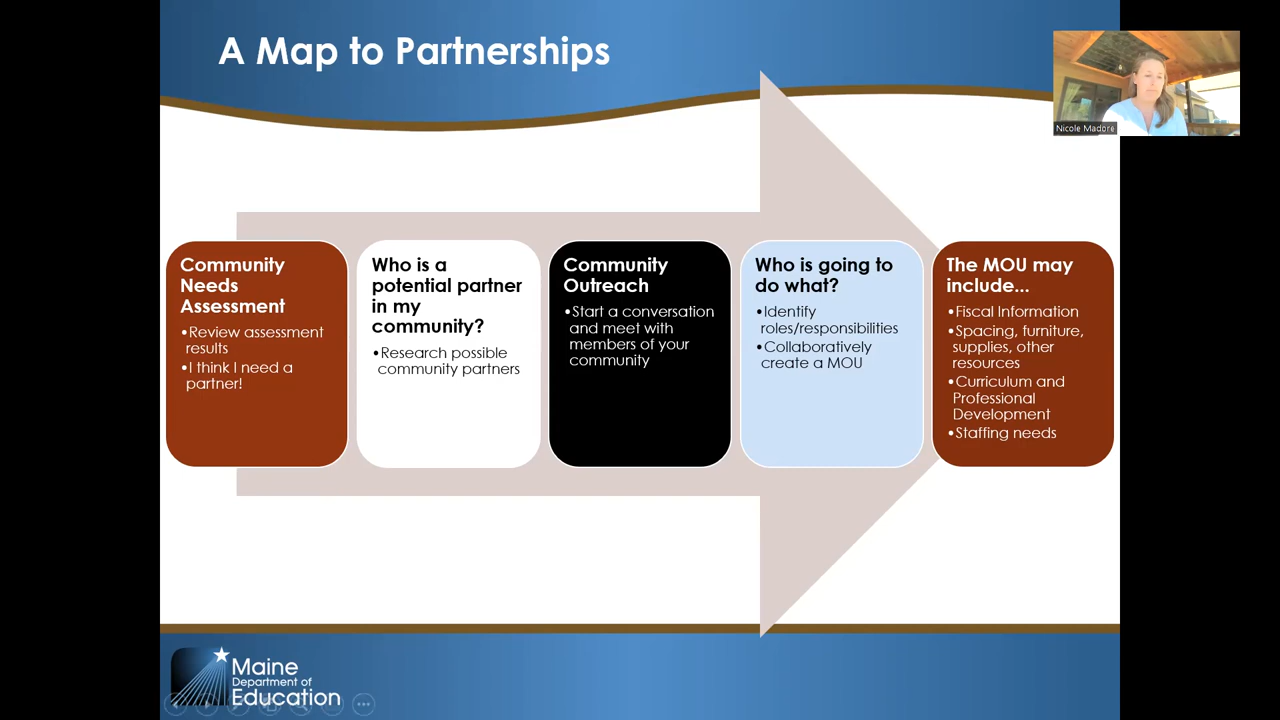 A Map to Partnerships
Nicole Madore
Community
Needs
Assessment
•Review assessment
results
•I think I need a
partner!
Who is a
potential partner
in my
community?
•Research possible
community partners
Community
Outreach
•Start a conversation
and meet with
members of your
community
Who is going to
do what?
•Identify
roles/responsibilities
•Collaboratively
create a MOU
The MOU may
include...
•Fiscal Information
•Spacing, furniture,
supplies, other
resources
•Curriculum and
Professional
Development
•Staffing needs
Maine
Department of
Education